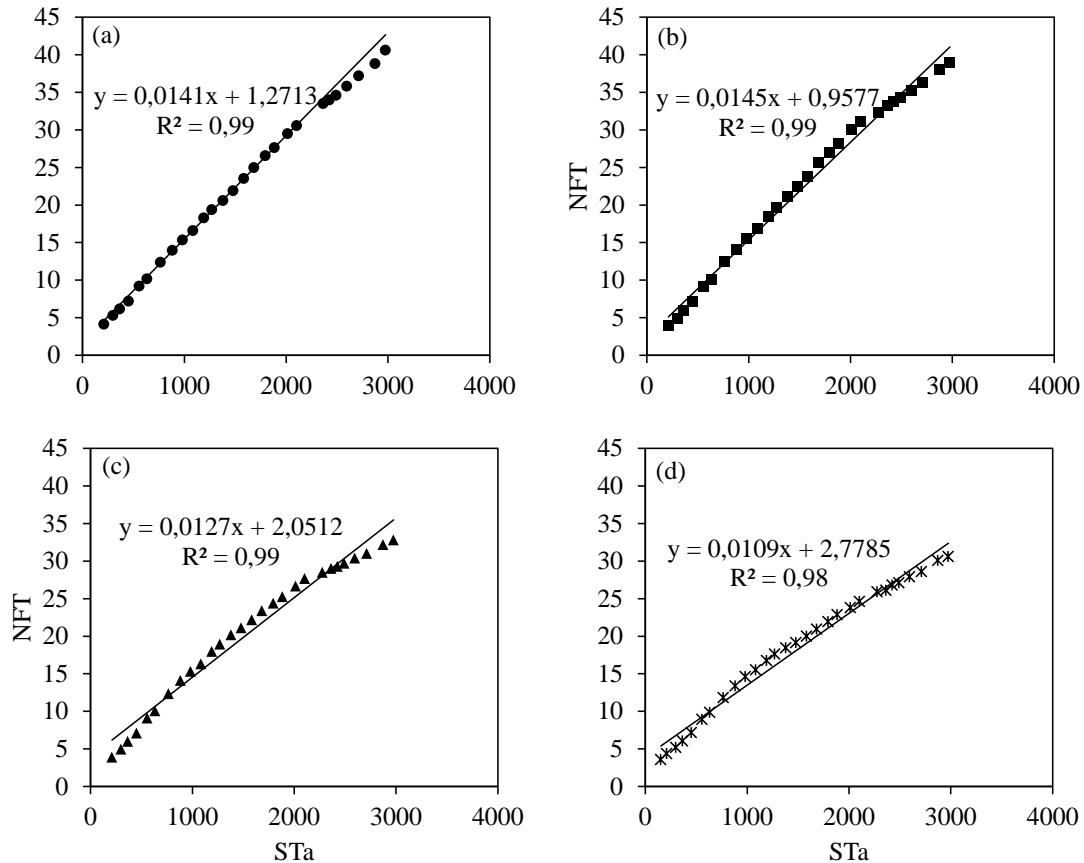 (a)
y = 0,0141x + 1,2713
R² = 0,99
45
40
35
30
25
20
15
10
5
0
0 1000 2000 3000 4000
(b)
y = 0,0145x + 0,9577
R² = 0,99
NFT
45
40
35
30
25
20
15
10
5
0
0 1000 2000 3000 4000
(c)
y = 0,0127x + 2,0512
R² = 0,99
NFT
45
40
35
30
25
20
15
10
5
0
0 1000 2000 3000 4000
STa
(d)
y = 0,0109x + 2,7785
R² = 0,98
45
40
35
30
25
20
15
10
5
0
0 1000 2000 3000 4000
STa